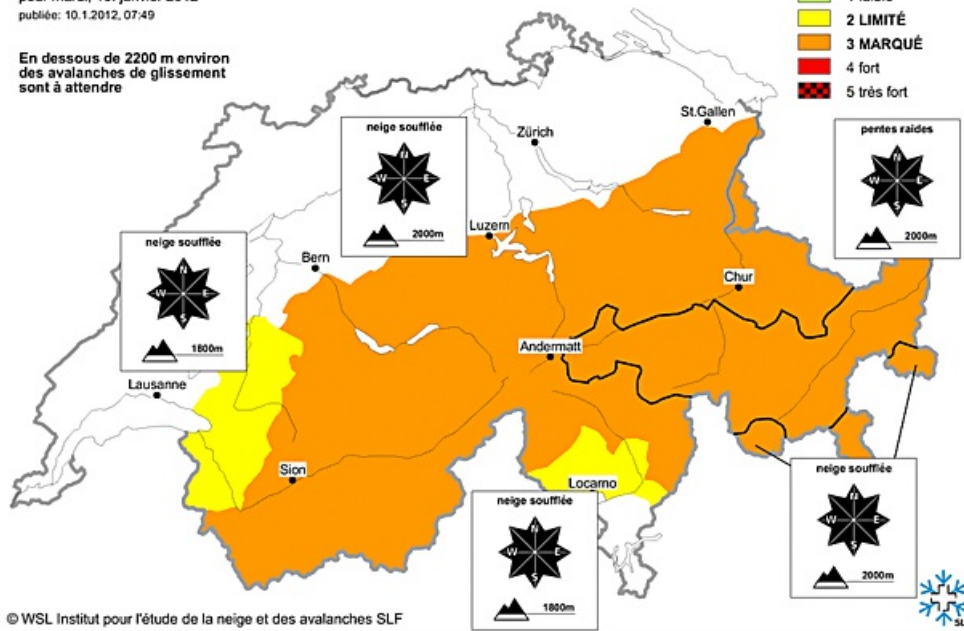 publiée: 10.1.2012, 07:49
En dessous de 2200 m environ
des avalanches de glissement
sont à attendre
2 LIMITÉ
3 MARQUÉ
4 fort
5 très fort
St.Gallen
neige soufflée
N
W E
S
2000m
Zürich
pentes raides
N
W E
S
2000m
Luzern
neige soufflée
N
W E
S
1800m
Bern
Chur
Andermatt
Lausanne
Sion
Locarno
neige soufflée
N
W E
S
1800m
neige soufflée
N
W E
S
2000m
© WSL Institut pour l'étude de la neige et des avalanches SLF